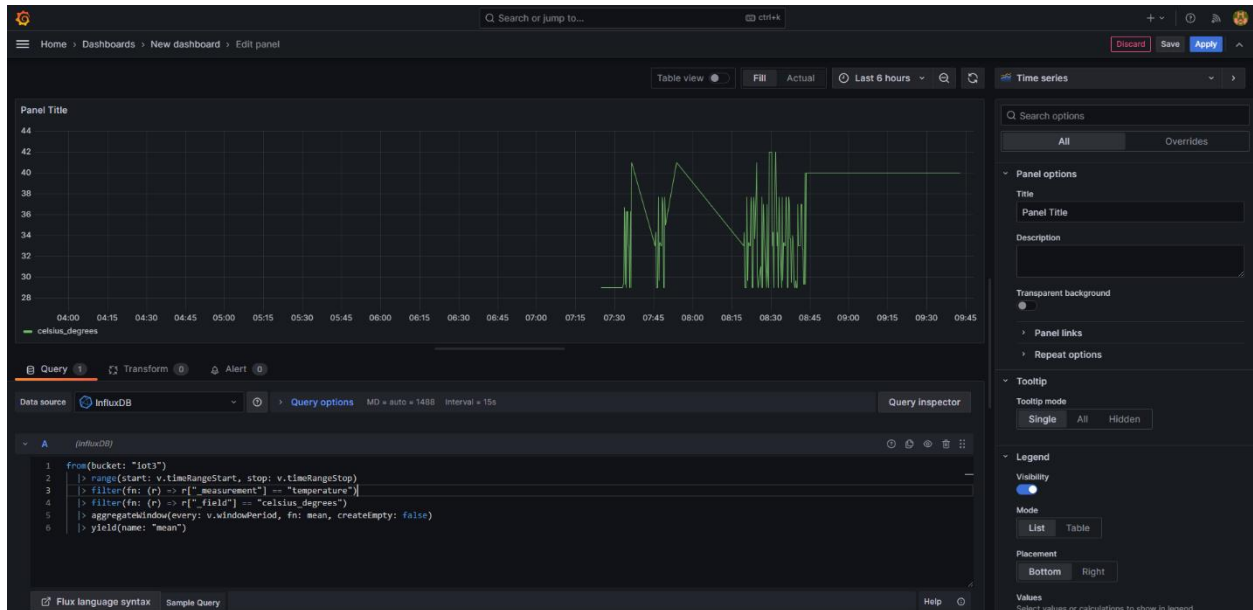 Search or jump to...
ctrl+k
Home › Dashboards › New dashboard › Edit panel
Discard Save Apply
Table view Fill Actual Last 6 hours
Time series
Panel Title
44
42
40
38
36
34
32
30
28
04:00 04:15 04:30 04:45 05:00 05:15 05:30 05:45 06:00 06:15 06:30 06:45 07:00 07:15 07:30 07:45 08:00 08:15 08:30 08:45 09:00 09:15 09:30 09:45
celsius_degrees
Query 1 Transform 0 Alert 0
Data source InfluxDB Query options MD = auto = 1488 Interval = 15s Query inspector
A (InfluxDB)
1 from(bucket: "iot3")
2 |> range(start: v.timeRangeStart, stop: v.timeRangeStop)
3 |> filter(fn: (r) => r["_measurement"] == "temperature")
4 |> filter(fn: (r) => r["_field"] == "celsius_degrees")
5 |> aggregateWindow(every: v.windowPeriod, fn: mean, createEmpty: false)
6 |> yield(name: "mean")
Flux language syntax Sample Query Help
Search options
All Overrides
Panel options
Title
Panel Title
Description
Transparent background
Panel links
Repeat options
Tooltip
Tooltip mode
Single All Hidden
Legend
Visibility
Mode
List Table
Placement
Bottom Right
Values
Select values or calculations to show in legend